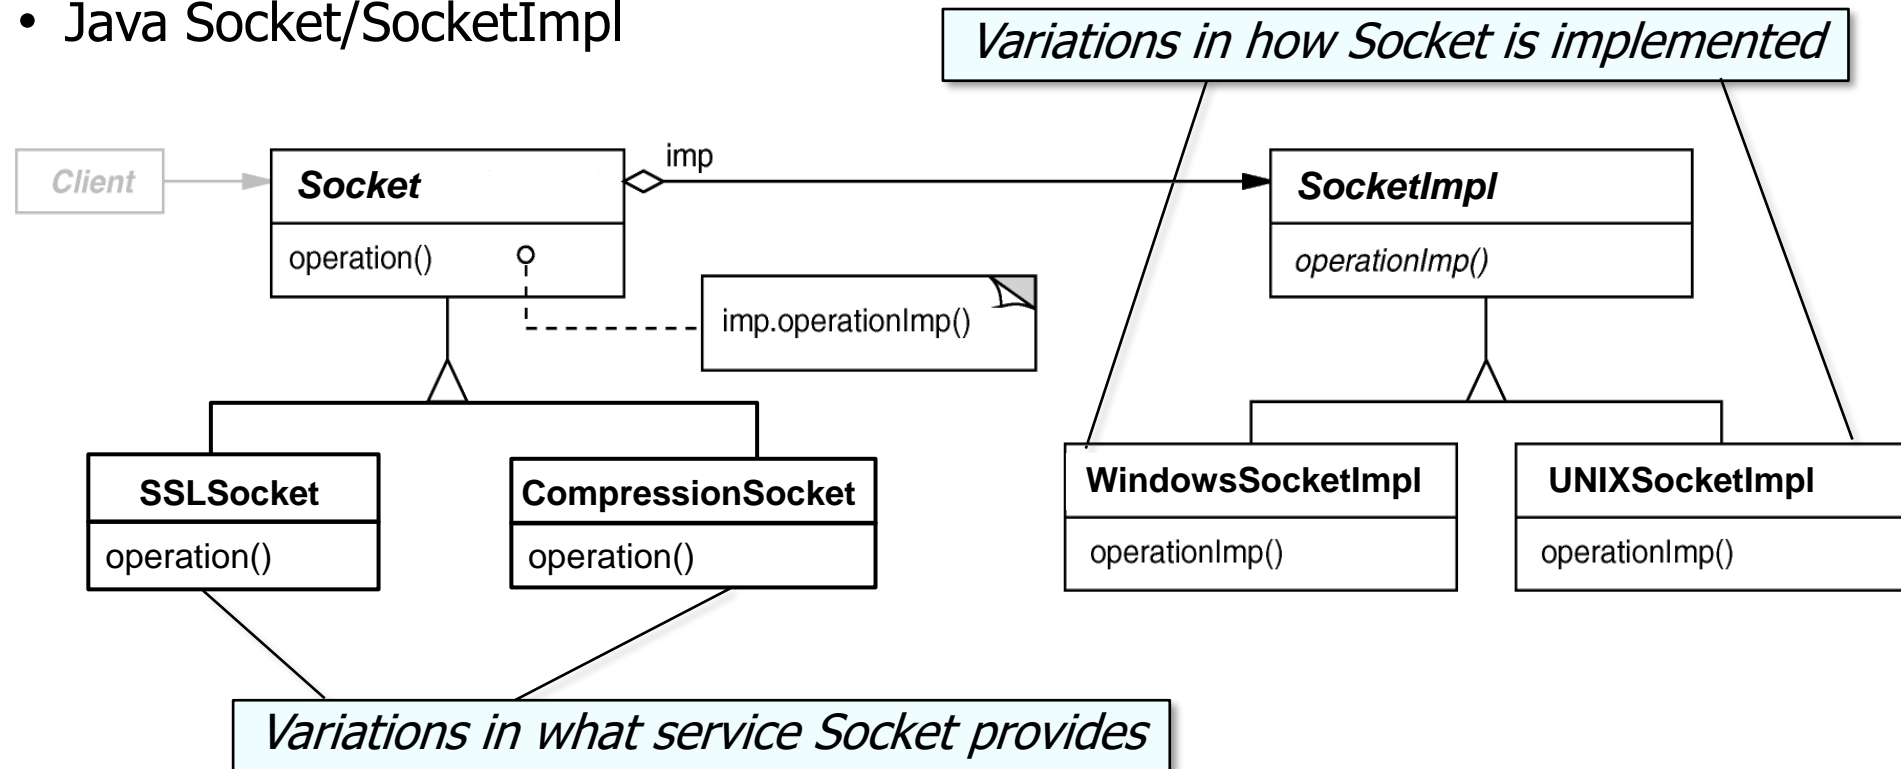 • Java Socket/SocketImpl
Variations in how Socket is implemented
Client
Socket
imp
SocketImpl
operation()
operationImp()
imp.operationImp()
SSLSocket
CompressionSocket
WindowsSocketImpl
UNIXSocketImpl
operation()
operation()
operationImp()
operationImp()
Variations in what service Socket provides